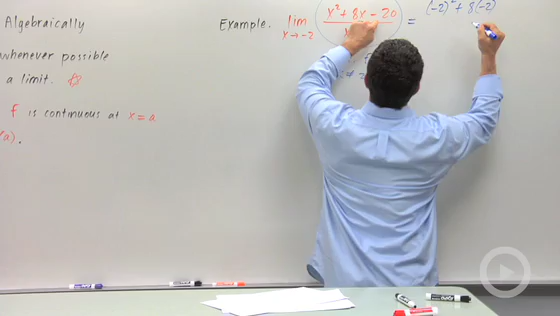 Algebraically
whenever possible
a limit.
f is continuous at x = a
(a).
Example. lim x→-2 x² + 8x - 20 =
(-2)² + 8(-2)